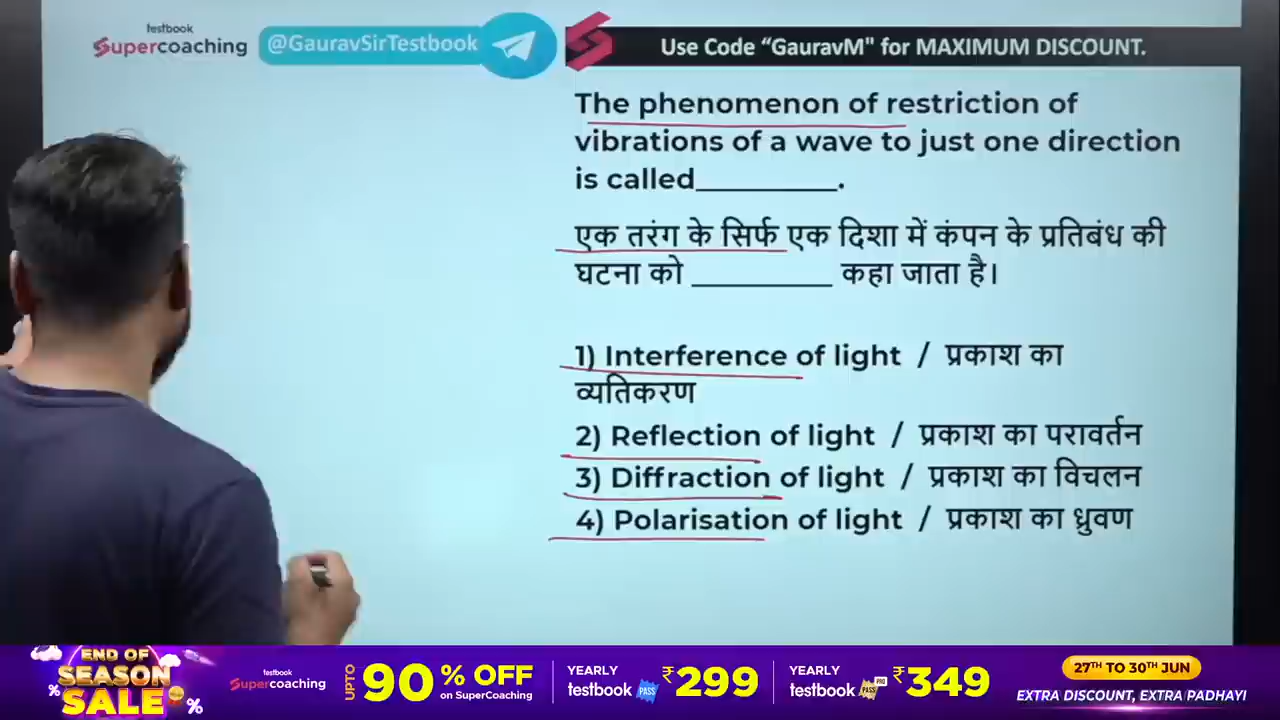 testbook
Supercoaching
@GauravSirTestbook
Use Code “GauravM" for MAXIMUM DISCOUNT.
The phenomenon of restriction of
vibrations of a wave to just one direction
is called_________.
एक तरंग के सिर्फ एक दिशा में कंपन के प्रतिबंध की
घटना को _________ कहा जाता है।
1) Interference of light / प्रकाश का
व्यतिकरण
2) Reflection of light / प्रकाश का परावर्तन
3) Diffraction of light / प्रकाश का विचलन
4) Polarisation of light / प्रकाश का ध्रुवण
END OF
SEASON
SALE
%
%
testbook
Supercoaching
UPTO 90% OFF
on SuperCoaching
YEARLY
testbook PASS
₹299
YEARLY
testbook PASS PRO
₹349
27TH TO 30TH JUN
EXTRA DISCOUNT, EXTRA PADHAYI